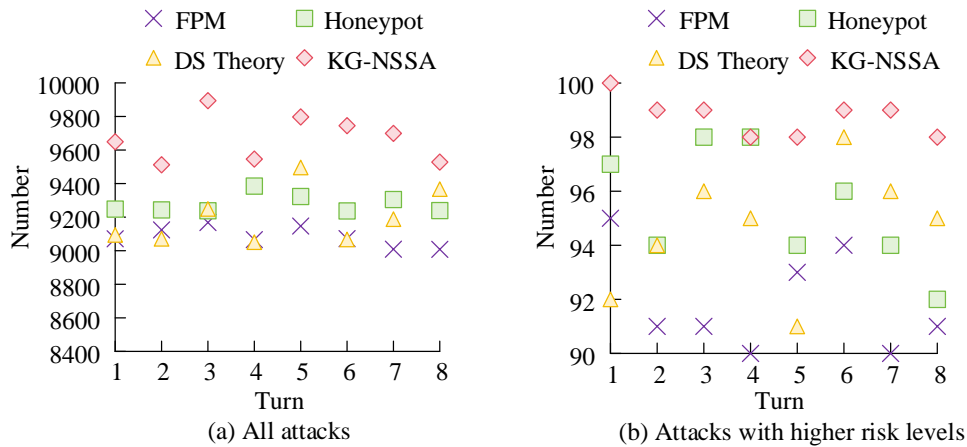 FPM
Honeypot
DS Theory
KG-NSSA
10000
9800
9600
9400
9200
9000
8800
8600
8400
Number
1 2 3 4 5 6 7 8
Turn
(a) All attacks
FPM
Honeypot
DS Theory
KG-NSSA
100
98
96
94
92
90
Number
1 2 3 4 5 6 7 8
Turn
(b) Attacks with higher risk levels